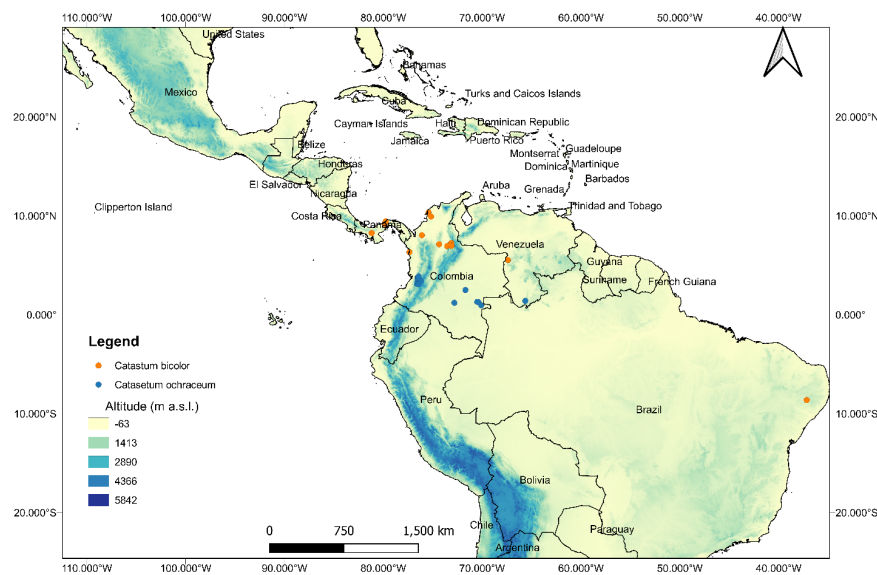 110.000°W 100.000°W 90.000°W 80.000°W 70.000°W 60.000°W 50.000°W 40.000°W
United States
Bahamas
Mexico
Cuba
Turks and Caicos Islands
20.000°N 20.000°N
Cayman Islands
Haiti
Dominican Republic
Jamaica
Puerto Rico
Belize
Guadeloupe
Montserrat
Honduras
Dominica
Martinique
El Salvador
Aruba
Barbados
Nicaragua
Grenada
Clipperton Island
Trinidad and Tobago
10.000°N 10.000°N
Costa Rica
Panama
Venezuela
Guyana
Colombia
Suriname
French Guiana
0.000° 0.000°
Ecuador
Legend
Catastum bicolor
Catasetum ochraceum
Altitude (m a.s.l.)
-63
1413
2890
4366
5842
Peru
Brazil
10.000°S 10.000°S
Bolivia
20.000°S 20.000°S
Chile
Paraguay
Argentina
0 750 1,500 km
110.000°W 100.000°W 90.000°W 80.000°W 70.000°W 60.000°W 50.000°W 40.000°W